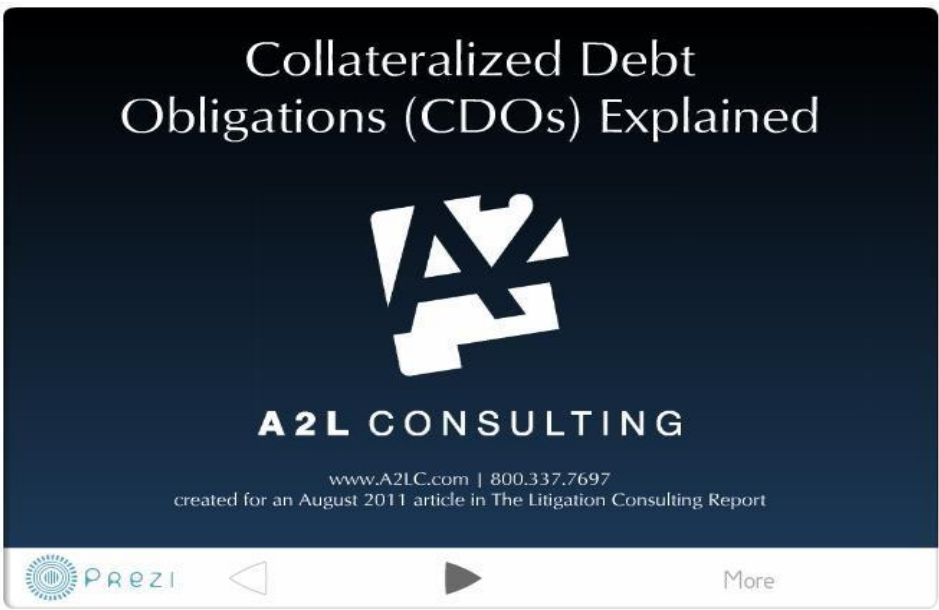 Collateralized Debt
Obligations (CDOs) Explained
A2L
A2L CONSULTING
www.A2LC.com | 800.337.7697
created for an August 2011 article in The Litigation Consulting Report
PREZI
More